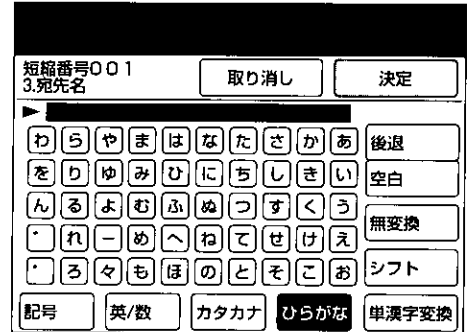 短縮番号001
3.宛先名
取り消し
決定
わ ら や ま は な た さ か あ
を り ゆ み ひ に ち し き い
ん る よ む ふ ぬ つ す く う
゛ れ ー め へ ね て せ け え
゜ ろ 々 も ほ の と そ こ お
後退
空白
無変換
シフト
記号 英/数 カタカナ ひらがな 単漢字変換